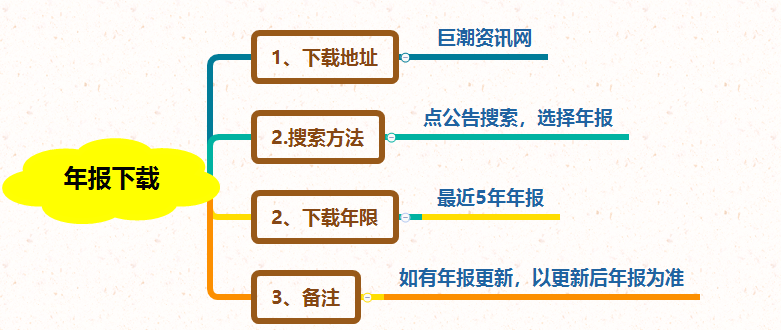 年报下载
1、下载地址
巨潮资讯网
2.搜索方法
点公告搜索，选择年报
2、下载年限
最近5年年报
3、备注
如有年报更新，以更新后年报为准